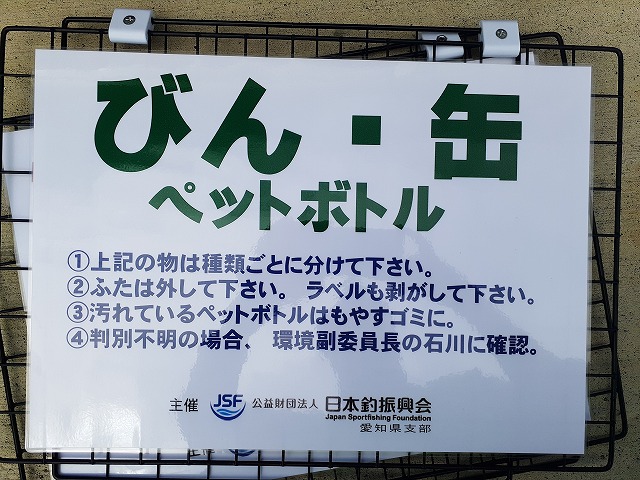 びん・缶
ペットボトル
①上記の物は種類ごとに分けて下さい。
②ふたは外して下さい。 ラベルも剥がして下さい。
③汚れているペットボトルはもやすゴミに。
④判別不明の場合、環境副委員長の石川に確認。
主催 JSF 公益財団法人 日本釣振興会
Japan Sportfishing Foundation
愛知県支部